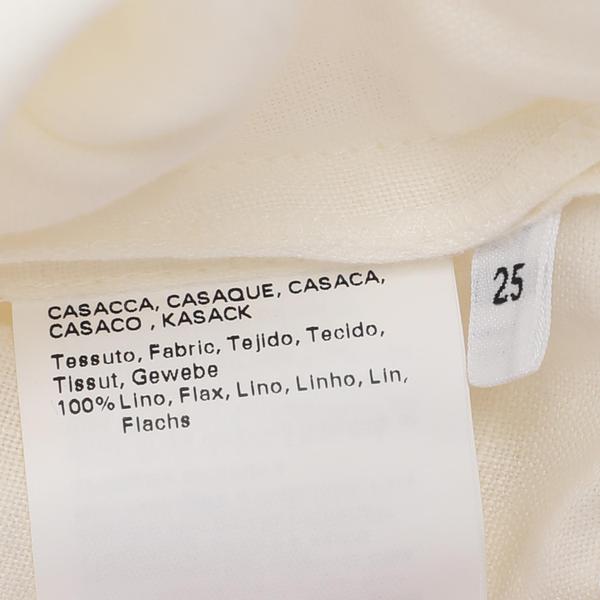 CASACCA, CASAQUE, CASACA,
CASACO , KASACK
Tessuto, Fabric, Tejido, Tecido,
Tissut, Gewebe
100% Lino, Flax, Lino, Linho, Lin,
Flachs
25